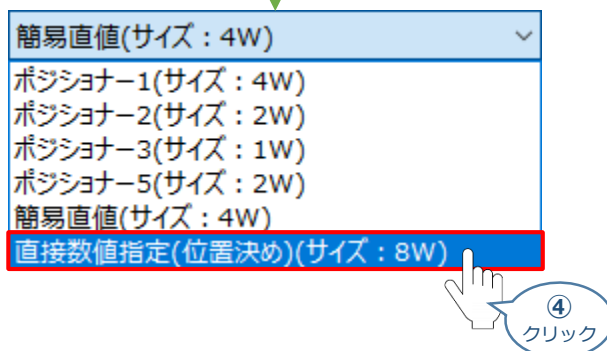 簡易直値(サイズ：4W)
ポジショナー1(サイズ：4W)
ポジショナー2(サイズ：2W)
ポジショナー3(サイズ：1W)
ポジショナー5(サイズ：2W)
簡易直値(サイズ：4W)
直接数値指定(位置決め)(サイズ：8W)
④
クリック